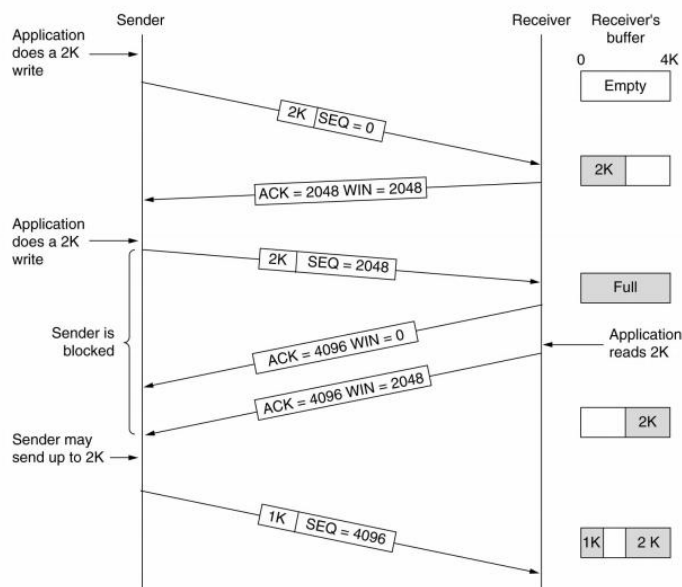 Sender
Receiver
Receiver's
buffer
Application
does a 2K
write
0 4K
Empty
2K SEQ = 0
2K
ACK = 2048 WIN = 2048
Application
does a 2K
write
2K SEQ = 2048
Full
Sender is
blocked
Application
reads 2K
ACK = 4096 WIN = 0
ACK = 4096 WIN = 2048
2K
Sender may
send up to 2K
1K SEQ = 4096
1K 2 K